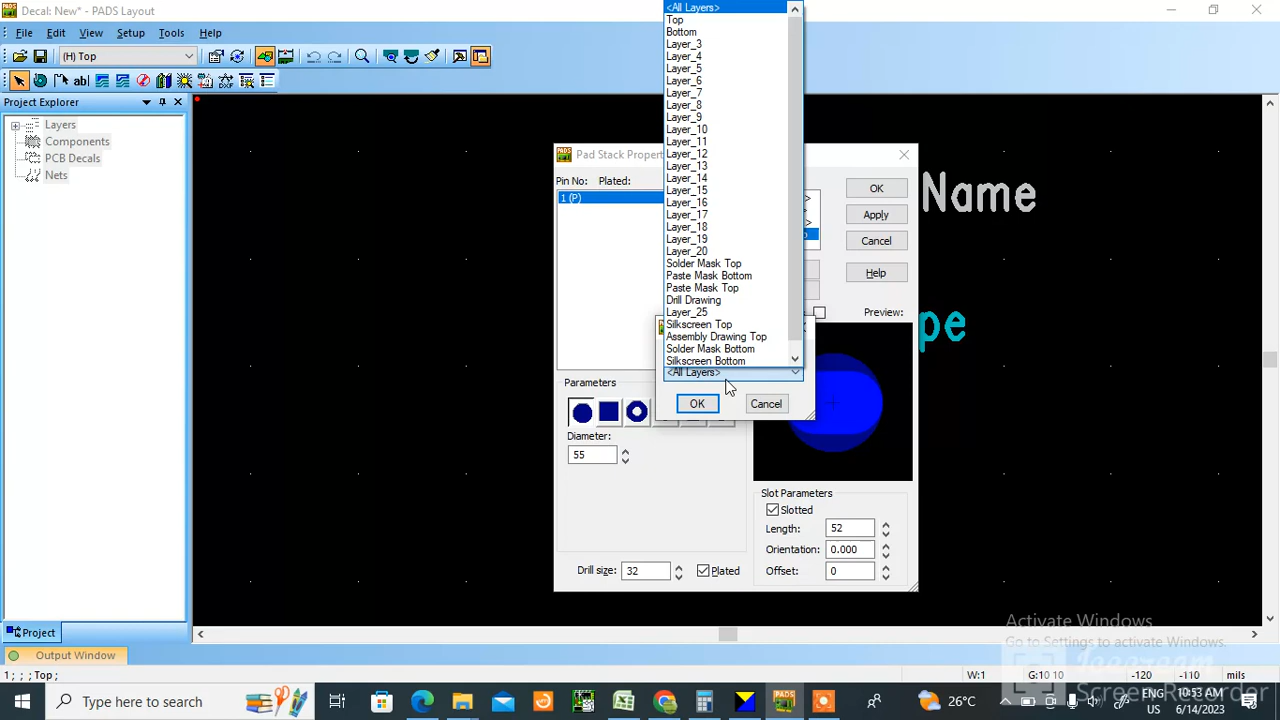 Decal: New* - PADS Layout
<All Layers>
Top
Bottom
Layer_3
Layer_4
Layer_5
Layer_6
Layer_7
Layer_8
Layer_9
Layer_10
Layer_11
Layer_12
Layer_13
Layer_14
Layer_15
Layer_16
Layer_17
Layer_18
Layer_19
Layer_20
Solder Mask Top
Paste Mask Bottom
Paste Mask Top
Drill Drawing
Layer_25
Silkscreen Top
Assembly Drawing Top
Solder Mask Bottom
Silkscreen Bottom
<All Layers>
OK Cancel
File Edit View Setup Tools Help
(H) Top
ab|
Project Explorer
Layers
Components
PCB Decals
Nets
Pad Stack Propert
Pin No: Plated:
1 (P)
OK
Apply
Cancel
Help
Preview:
Name
pe
Parameters
Diameter:
55
Drill size: 32 Plated
Slot Parameters
Slotted
Length: 52
Orientation: 0.000
Offset: 0
Project
Output Window
Activate Windows
Go to Settings to activate Windows.
1 ; ; ; Top ;
W:1 G:10 10 -120 -110 mils
Icecream
Screen Recorder
Type here to search
PADS
26°C
ENG
10:53 AM
6/14/2023